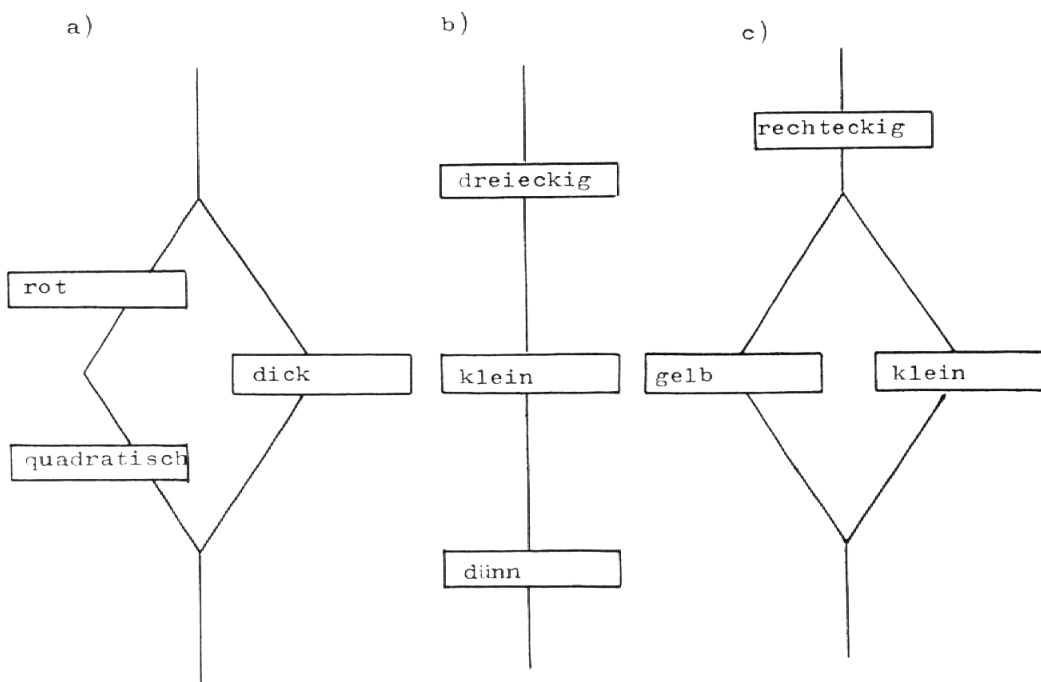 a)
rot
dick
quadratisch
b)
dreieckig
klein
dünn
c)
rechteckig
gelb
klein